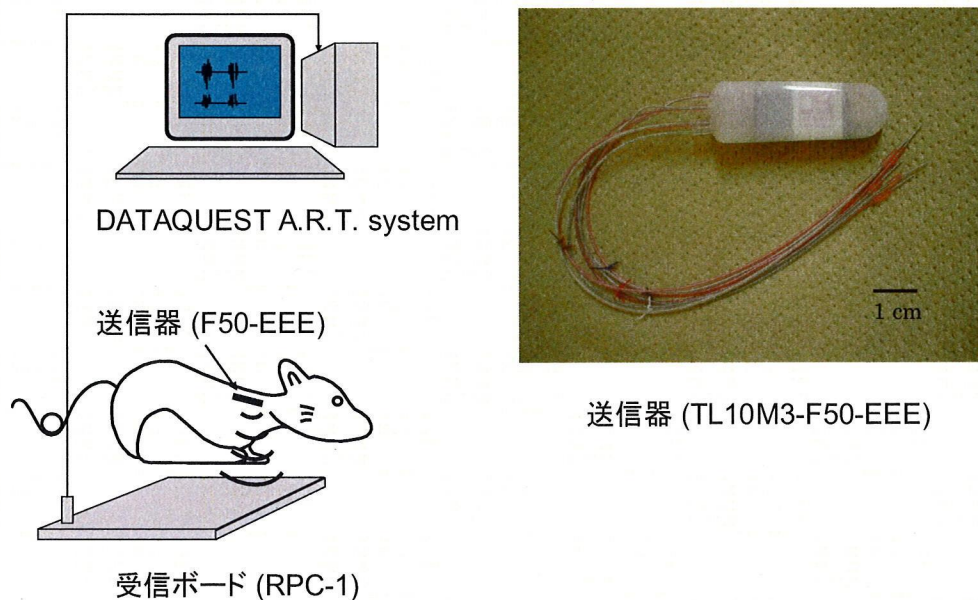 DATAQUEST A.R.T. system
送信器 (F50-EEE)
受信ボード (RPC-1)
1 cm
送信器 (TL10M3-F50-EEE)